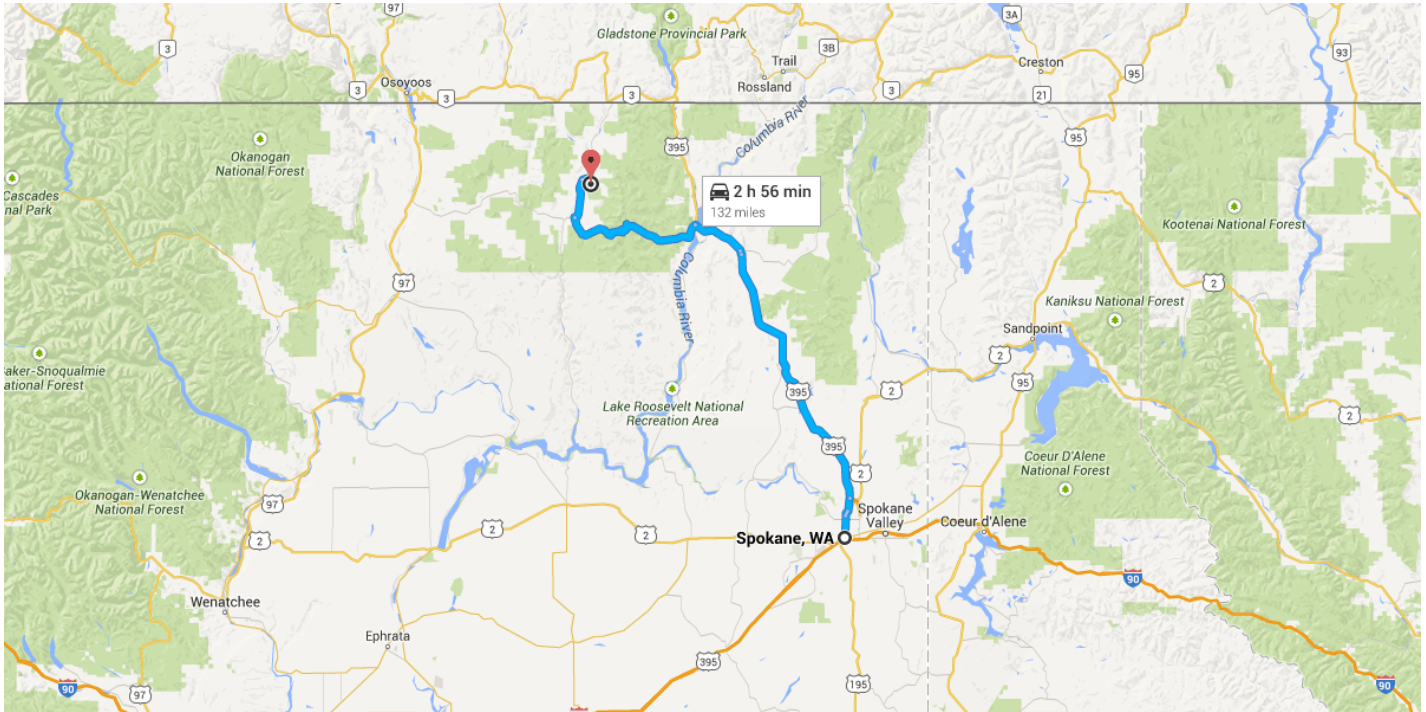 97
3
Gladstone Provincial Park
3B
Trail
Rossland
3A
Creston
95
93
Osoyoos
3
3
3
3
21
Okanogan
National Forest
Cascades
nal Park
395
Columbia River
95
2 h 56 min
132 miles
Kootenai National Forest
97
Columbia River
2
Kaniksu National Forest
Sandpoint
2
95
aker-Snoqualmie
ational Forest
Lake Roosevelt National
Recreation Area
395
2
2
395
2
Coeur D'Alene
National Forest
Okanogan-Wenatchee
National Forest
97
2
2
2
Spokane
Valley
Coeur d'Alene
Spokane, WA
90
Wenatchee
Ephrata
395
195
97
90
90